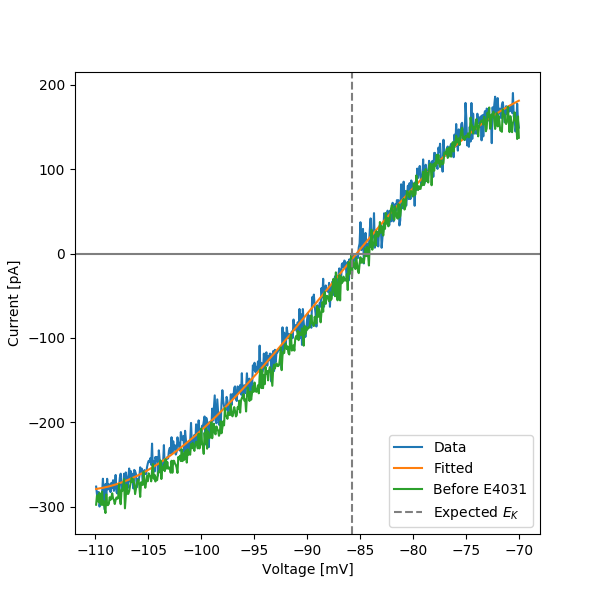 200
100
0
−100
−200
−300
Current [pA]
Data
Fitted
Before E4031
Expected E_K
−110 −105 −100 −95 −90 −85 −80 −75 −70
Voltage [mV]